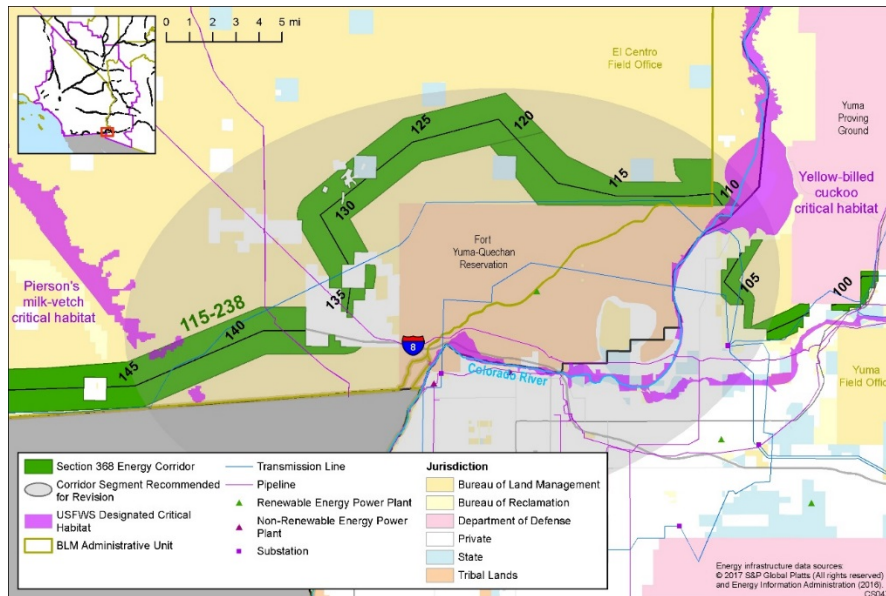 0 1 2 3 4 5 mi
El Centro
Field Office
Yuma
Proving
Ground
125
120
115
110
130
Yellow-billed
cuckoo
critical habitat
Fort
Yuma-Quechan
Reservation
Pierson's
milk-vetch
critical habitat
115-238
135
105
100
140
145
8
Colorado River
Yuma
Field Office
Section 368 Energy Corridor
Corridor Segment Recommended
for Revision
USFWS Designated Critical
Habitat
BLM Administrative Unit
Transmission Line
Pipeline
Renewable Energy Power Plant
Non-Renewable Energy Power
Plant
Substation
Jurisdiction
Bureau of Land Management
Bureau of Reclamation
Department of Defense
Private
State
Tribal Lands
Energy infrastructure data sources:
© 2017 S&P Global Platts (All rights reserved)
and Energy Information Administration (2016).